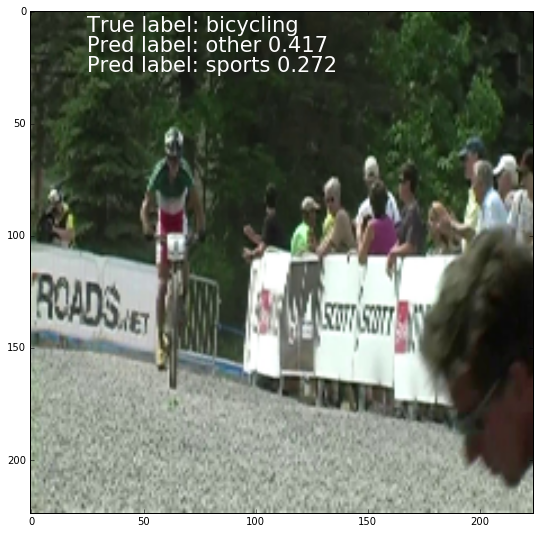 True label: bicycling
Pred label: other 0.417
Pred label: sports 0.272
ROADS.NET
SCOTT SCOTT
0
50
100
150
200
0
50
100
150
200